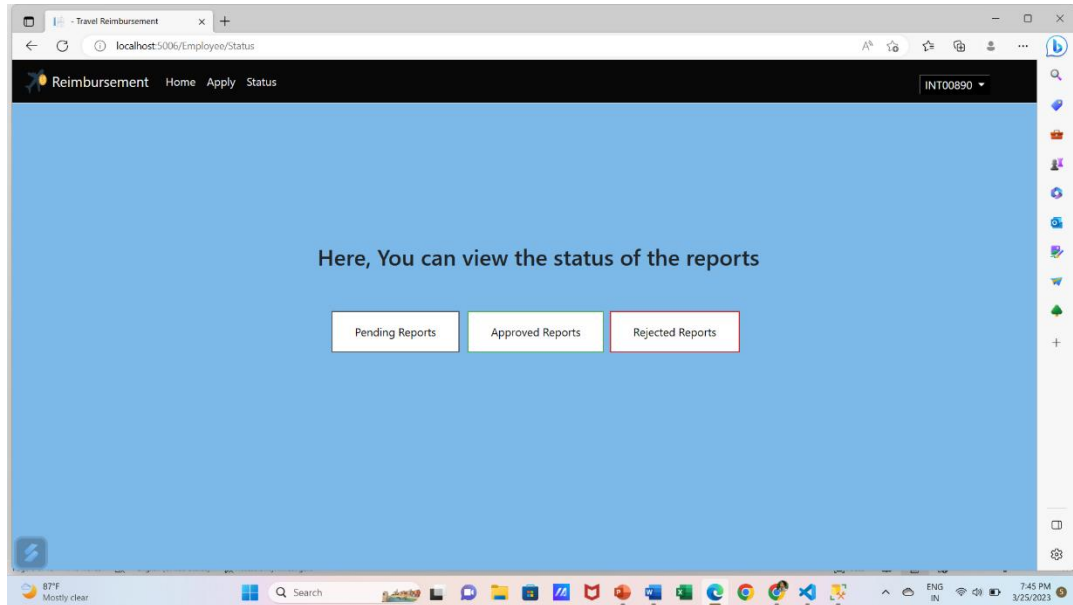 - Travel Reimbursement
localhost:5006/Employee/Status
Reimbursement Home Apply Status
INT00890
Here, You can view the status of the reports
Pending Reports Approved Reports Rejected Reports
87°F
Mostly clear
Search
ENG
IN
7:45 PM
3/25/2023